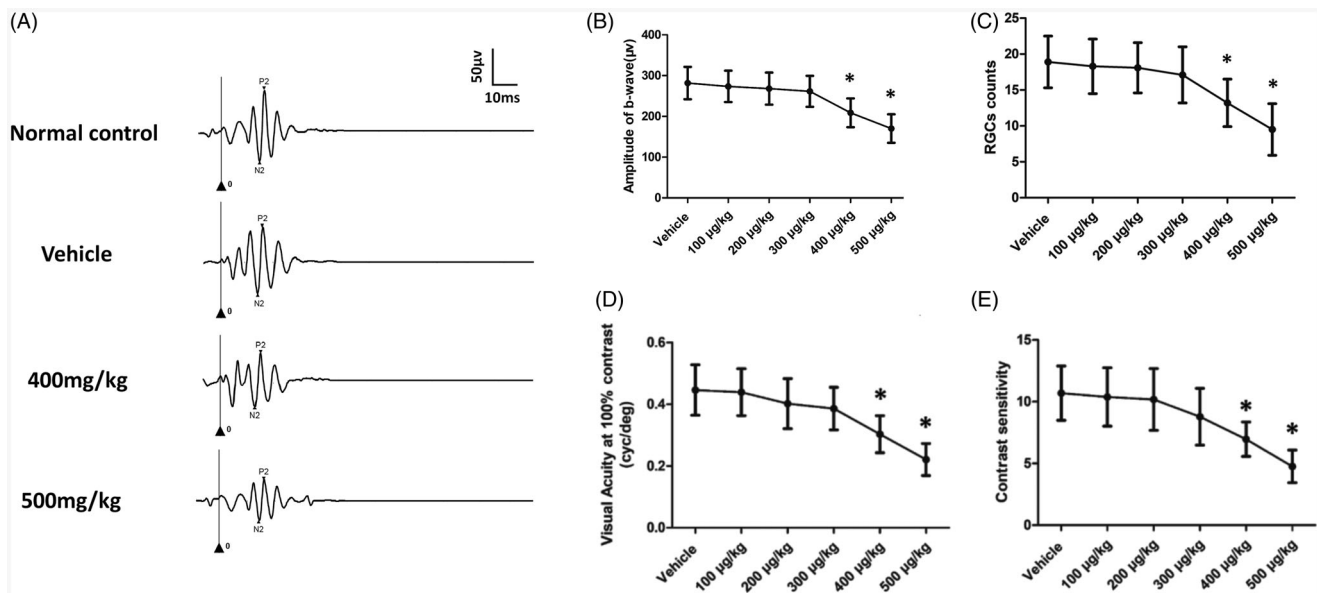 (A)
50μv
10ms
Normal control
P2
N2
0
Vehicle
P2
N2
0
400mg/kg
P2
N2
0
500mg/kg
P2
N2
0
(B)
Amplitude of b-wave(μv)
400
300
200
100
0
* *
Vehicle
100 μg/kg
200 μg/kg
300 μg/kg
400 μg/kg
500 μg/kg
(C)
RGCs counts
25
20
15
10
5
0
* *
Vehicle
100 μg/kg
200 μg/kg
300 μg/kg
400 μg/kg
500 μg/kg
(D)
Visual Acuity at 100% contrast
(cyc/deg)
0.6
0.4
0.2
0.0
* *
Vehicle
100 μg/kg
200 μg/kg
300 μg/kg
400 μg/kg
500 μg/kg
(E)
Contrast sensitivity
15
10
5
0
* *
Vehicle
100 μg/kg
200 μg/kg
300 μg/kg
400 μg/kg
500 μg/kg